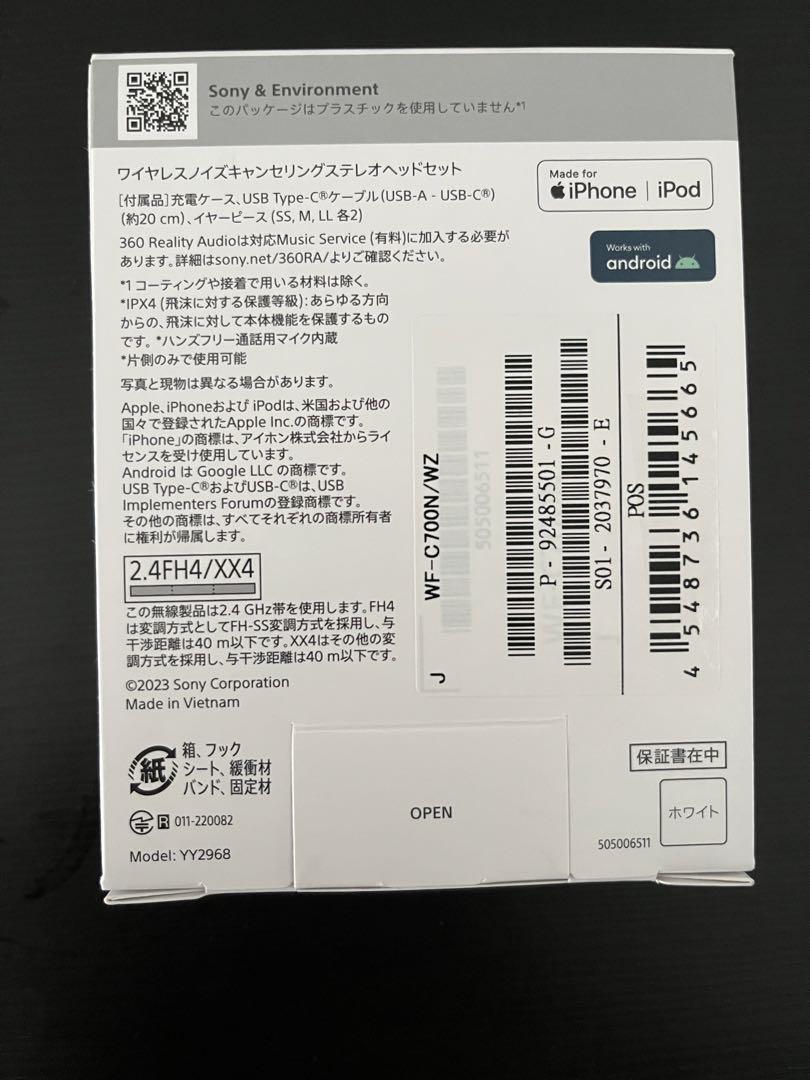 Sony & Environment
このパッケージはプラスチックを使用していません*1
ワイヤレスノイズキャンセリングステレオヘッドセット
[付属品]充電ケース、USB Type-C®ケーブル(USB-A - USB-C®)
(約20 cm)、イヤーピース (SS, M, LL 各2)
360 Reality Audioは対応Music Service (有料)に加入する必要が
あります。詳細はsony.net/360RA/よりご確認ください。
Made for
iPhone | iPod
Works with
android
*1 コーティングや接着で用いる材料は除く。
*IPX4 (飛沫に対する保護等級): あらゆる方向
からの、飛沫に対して本体機能を保護するもの
です。*ハンズフリー通話用マイク内蔵
*片側のみで使用可能
写真と現物は異なる場合があります。
Apple、iPhoneおよび iPodは、米国および他の
国々で登録されたApple Inc.の商標です。
「iPhone」の商標は、アイホン株式会社からライ
センスを受け使用しています。
Android は Google LLC の商標です。
USB Type-C®およびUSB-C®は、USB
Implementers Forumの登録商標です。
その他の商標は、すべてそれぞれの商標所有者
に権利が帰属します。
2.4FH4/XX4
この無線製品は2.4 GHz帯を使用します。FH4
は変調方式としてFH-SS変調方式を採用し、与
干渉距離は40 m以下です。XX4はその他の変
調方式を採用し、与干渉距離は40 m以下です。
©2023 Sony Corporation
Made in Vietnam
J
WF-C700N/WZ
505006511
P - 92485501 - G
S01 - 2037970 - E
POS
4 548736 145665
紙
箱、フック
シート、緩衝材
バンド、固定材
R 011-220082
Model: YY2968
OPEN
保証書在中
ホワイト
505006511